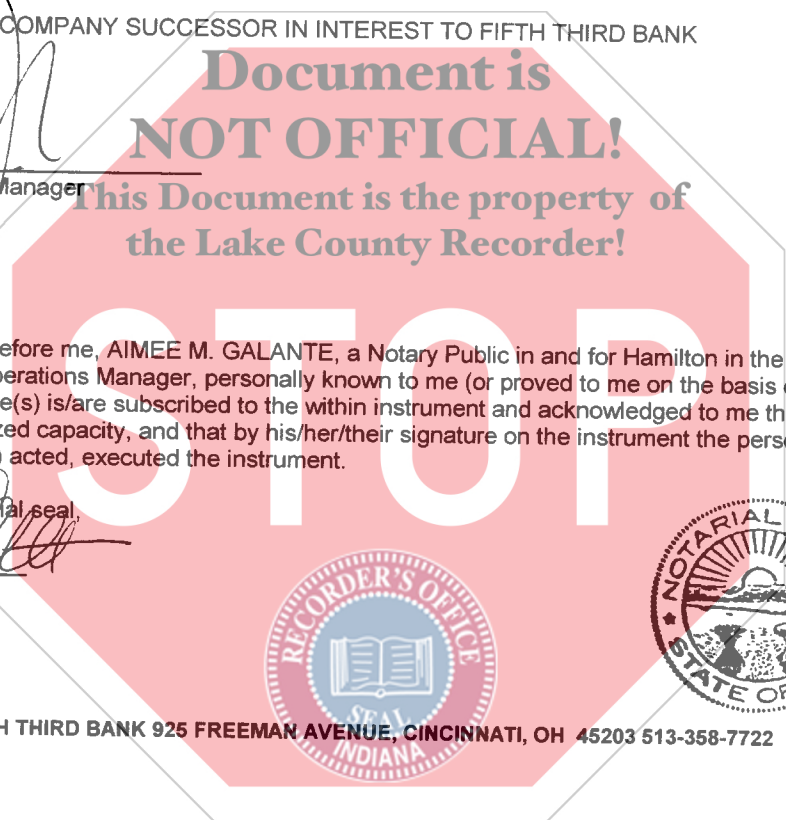 COMPANY SUCCESSOR IN INTEREST TO FIFTH THIRD BANK
Document is
NOT OFFICIAL!
Manager
This Document is the property of
the Lake County Recorder!
STOP
efore me, AIMEE M. GALANTE, a Notary Public in and for Hamilton in the
perations Manager, personally known to me (or proved to me on the basis
e(s) is/are subscribed to the within instrument and acknowledged to me th
zed capacity, and that by his/her/their signature on the instrument the pers
acted, executed the instrument.
ial seal,
NOTARIAL
STATE OF
RECORDER'S OFFICE
SEAL
INDIANA
H THIRD BANK 925 FREEMAN AVENUE, CINCINNATI, OH 45203 513-358-7722